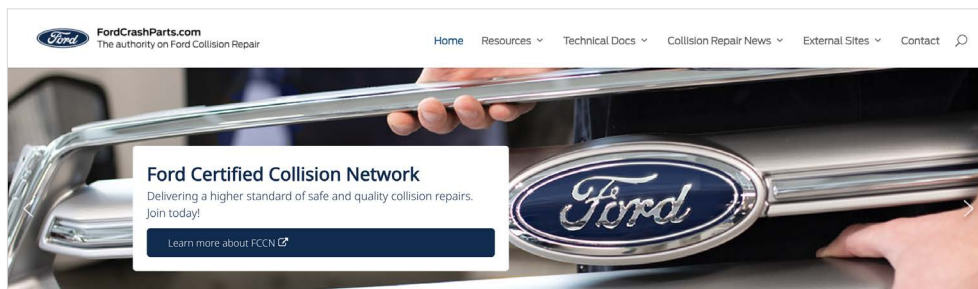 Ford
FordCrashParts.com
The authority on Ford Collision Repair
Home Resources Technical Docs Collision Repair News External Sites Contact
Ford Certified Collision Network
Delivering a higher standard of safe and quality collision repairs.
Join today!
Learn more about FCCN
Ford